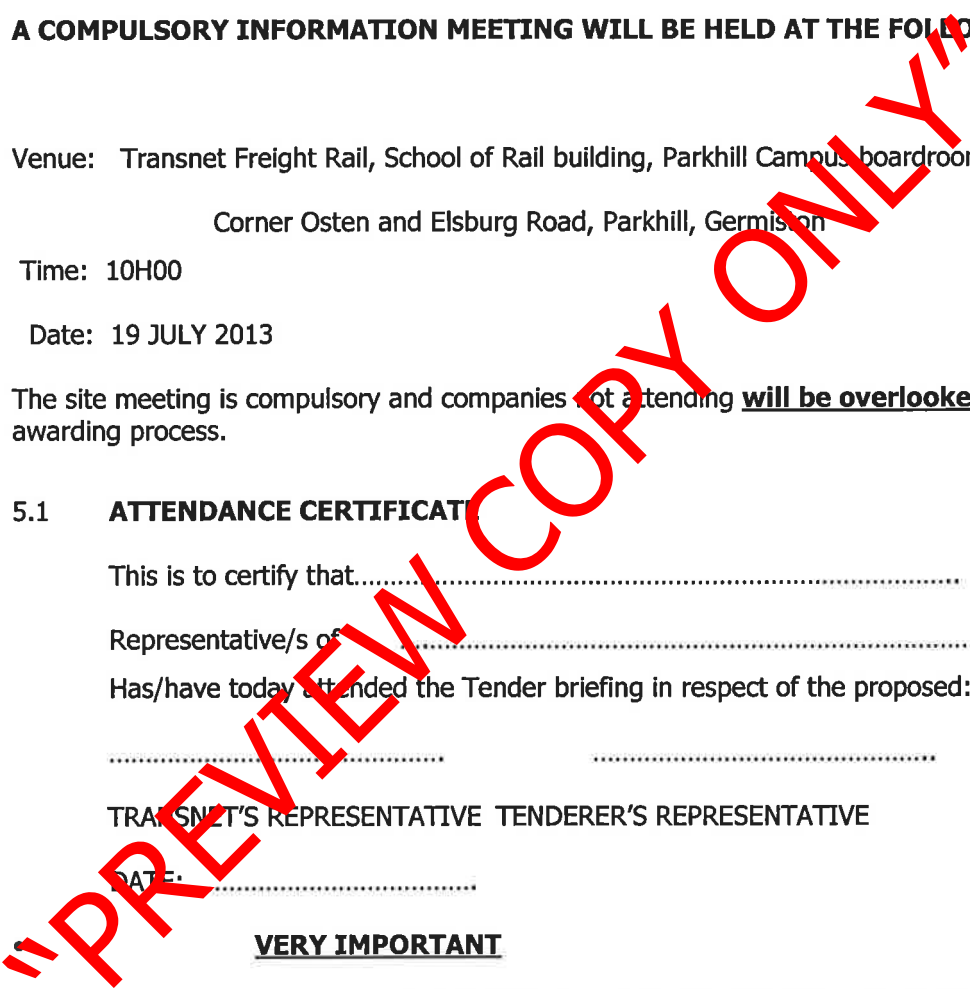 A COMPULSORY INFORMATION MEETING WILL BE HELD AT THE
Venue: Transnet Freight Rail, School of Rail building, Parkhill Campus
Corner Osten and Elsburg Road, Parkhill, Germiston
Time: 10H00
Date: 19 JULY 2013
The site meeting is compulsory and companies not attending will be
awarding process.
5.1 ATTENDANCE CERTIFICATE
This is to certify that..........
Representative/s of ..........
Has/have today attended the Tender briefing in respect of the proposed:
.......... ..........
TRANSNET'S REPRESENTATIVE TENDERER'S REPRESENTATIVE
DATE: ..........
• VERY IMPORTANT
"PREVIEW COPY ONLY"